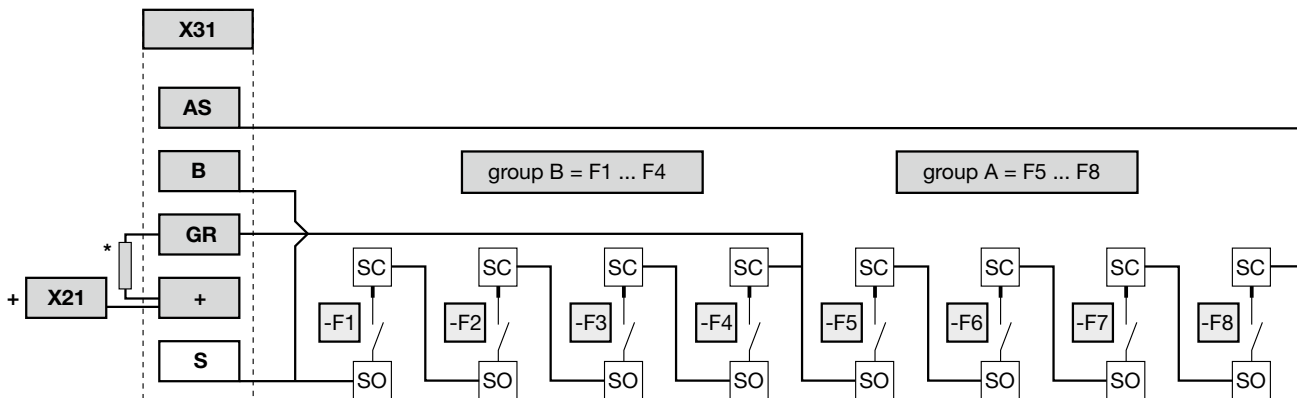 X31
AS
B
group B = F1 ... F4
group A = F5 ... F8
GR
*
SC SC SC SC SC SC SC SC
+ X21 +
-F1 -F2 -F3 -F4 -F5 -F6 -F7 -F8
S
SO SO SO SO SO SO SO SO